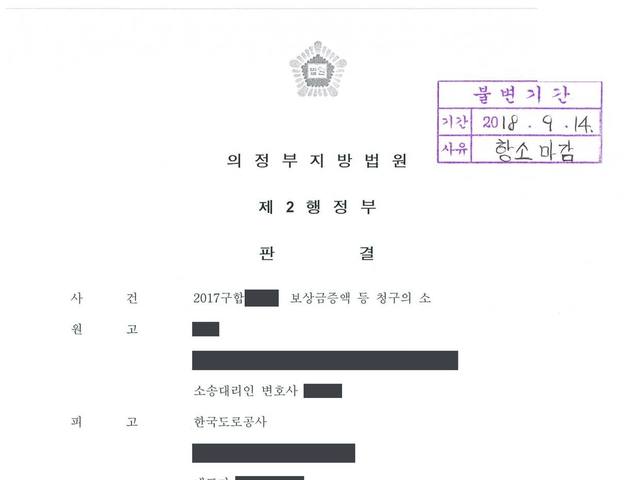 불변기간
기간 2018. 9. 14.
사유 항소 마감
의정부지방법원
제2행정부
판결
사건 2017구합 보상금증액 등 청구의 소
원고
소송대리인 변호사
피고 한국도로공사